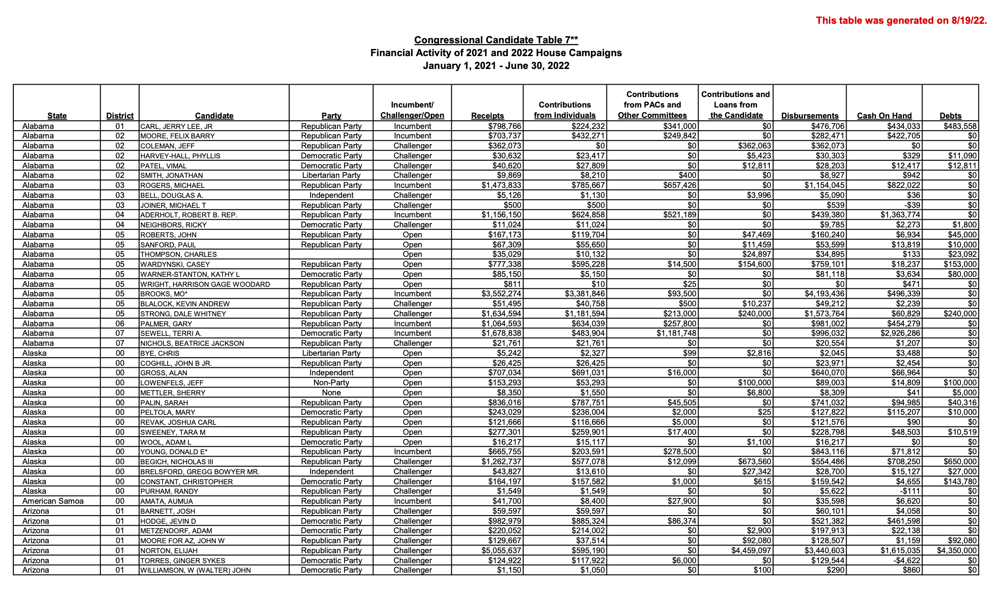 This table was generated on 8/19/22.
Congressional Candidate Table 7**
Financial Activity of 2021 and 2022 House Campaigns
January 1, 2021 - June 30, 2022
State District Candidate Party Incumbent/ Challenger/Open Receipts Contributions from Individuals Contributions from PACs and Other Committees Contributions and Loans from the Candidate Disbursements Cash On Hand Debts
Alabama 01 CARL, JERRY LEE, JR Republican Party Incumbent $798,766 $224,232 $341,000 $0 $476,706 $434,033 $483,558
Alabama 02 MOORE, FELIX BARRY Republican Party Incumbent $703,737 $432,271 $249,842 $0 $282,471 $422,705 $0
Alabama 02 COLEMAN, JEFF Republican Party Challenger $362,073 $0 $0 $362,063 $362,073 $0 $0
Alabama 02 HARVEY-HALL, PHYLLIS Democratic Party Challenger $30,632 $23,417 $0 $5,423 $30,303 $329 $11,090
Alabama 02 PATEL, VIMAL Democratic Party Challenger $40,620 $27,809 $0 $12,811 $28,203 $12,417 $12,811
Alabama 02 SMITH, JONATHAN Libertarian Party Challenger $9,869 $8,210 $400 $0 $8,927 $942 $0
Alabama 03 ROGERS, MICHAEL Republican Party Incumbent $1,473,833 $785,667 $657,426 $0 $1,154,045 $822,022 $0
Alabama 03 BELL, DOUGLAS A. Independent Challenger $5,126 $1,130 $0 $3,996 $5,090 $36 $0
Alabama 03 JOINER, MICHAEL T Republican Party Challenger $500 $500 $0 $0 $539 -$39 $0
Alabama 04 ADERHOLT, ROBERT B. REP. Republican Party Incumbent $1,156,150 $624,858 $521,189 $0 $439,380 $1,363,774 $0
Alabama 04 NEIGHBORS, RICKY Democratic Party Challenger $11,024 $11,024 $0 $0 $9,785 $2,273 $1,800
Alabama 05 ROBERTS, JOHN Republican Party Open $167,173 $119,704 $0 $47,469 $160,240 $6,934 $45,000
Alabama 05 SANFORD, PAUL Republican Party Open $67,309 $55,650 $0 $11,459 $53,599 $13,819 $10,000
Alabama 05 THOMPSON, CHARLES Open $35,029 $10,132 $0 $24,897 $34,895 $133 $23,092
Alabama 05 WARDYNSKI, CASEY Republican Party Open $777,338 $595,228 $14,500 $154,600 $759,101 $18,237 $153,000
Alabama 05 WARNER-STANTON, KATHY L Democratic Party Open $85,150 $5,150 $0 $0 $81,118 $3,634 $80,000
Alabama 05 WRIGHT, HARRISON GAGE WOODARD Republican Party Open $811 $10 $25 $0 $0 $471 $0
Alabama 05 BROOKS, MO* Republican Party Incumbent $3,552,274 $3,381,846 $93,500 $0 $4,193,436 $496,339 $0
Alabama 05 BLALOCK, KEVIN ANDREW Republican Party Challenger $51,495 $40,758 $500 $10,237 $49,212 $2,239 $0
Alabama 05 STRONG, DALE WHITNEY Republican Party Challenger $1,634,594 $1,181,594 $213,000 $240,000 $1,573,764 $60,829 $240,000
Alabama 06 PALMER, GARY Republican Party Incumbent $1,064,593 $634,039 $257,800 $0 $981,002 $454,279 $0
Alabama 07 SEWELL, TERRI A. Democratic Party Incumbent $1,678,838 $483,904 $1,181,748 $0 $996,032 $2,926,286 $0
Alabama 07 NICHOLS, BEATRICE JACKSON Republican Party Challenger $21,761 $21,761 $0 $0 $20,554 $1,207 $0
Alaska 00 BYE, CHRIS Libertarian Party Open $5,242 $2,327 $99 $2,816 $2,045 $3,488 $0
Alaska 00 COGHILL, JOHN B JR. Republican Party Open $26,425 $26,425 $0 $0 $23,971 $2,454 $0
Alaska 00 GROSS, ALAN Independent Open $707,034 $691,031 $16,000 $0 $640,070 $66,964 $0
Alaska 00 LOWENFELS, JEFF Non-Party Open $153,293 $53,293 $0 $100,000 $89,003 $14,809 $100,000
Alaska 00 METTLER, SHERRY None Open $8,350 $1,550 $0 $6,800 $8,309 $41 $5,000
Alaska 00 PALIN, SARAH Republican Party Open $836,016 $787,751 $45,505 $0 $741,032 $94,985 $40,316
Alaska 00 PELTOLA, MARY Democratic Party Open $243,029 $236,004 $2,000 $25 $127,822 $115,207 $10,000
Alaska 00 REVAK, JOSHUA CARL Republican Party Open $121,666 $116,666 $5,000 $0 $121,576 $90 $0
Alaska 00 SWEENEY, TARA M Republican Party Open $277,301 $259,901 $17,400 $0 $228,798 $48,503 $10,519
Alaska 00 WOOL, ADAM L Democratic Party Open $16,217 $15,117 $0 $1,100 $16,217 $0 $0
Alaska 00 YOUNG, DONALD E* Republican Party Incumbent $665,755 $203,591 $278,500 $0 $843,116 $71,812 $0
Alaska 00 BEGICH, NICHOLAS III Republican Party Challenger $1,262,737 $577,078 $12,099 $673,560 $554,486 $708,250 $650,000
Alaska 00 BRELSFORD, GREGG BOWYER MR. Independent Challenger $43,827 $13,610 $0 $27,342 $28,700 $15,127 $27,000
Alaska 00 CONSTANT, CHRISTOPHER Democratic Party Challenger $164,197 $157,582 $1,000 $615 $159,542 $4,655 $143,780
Alaska 00 PURHAM, RANDY Republican Party Challenger $1,549 $1,549 $0 $0 $5,622 -$111 $0
American Samoa 00 AMATA, AUMUA Republican Party Incumbent $41,700 $8,400 $27,900 $0 $35,598 $6,620 $0
Arizona 01 BARNETT, JOSH Republican Party Challenger $59,597 $59,597 $0 $0 $60,101 $4,058 $0
Arizona 01 HODGE, JEVIN D Democratic Party Challenger $982,979 $885,324 $86,374 $0 $521,382 $461,598 $0
Arizona 01 METZENDORF, ADAM Democratic Party Challenger $220,052 $214,002 $0 $2,900 $197,913 $22,138 $0
Arizona 01 MOORE FOR AZ, JOHN W Republican Party Challenger $129,667 $37,514 $0 $92,080 $128,507 $1,159 $92,080
Arizona 01 NORTON, ELIJAH Republican Party Challenger $5,055,637 $595,190 $0 $4,459,097 $3,440,603 $1,615,035 $4,350,000
Arizona 01 TORRES, GINGER SYKES Democratic Party Challenger $124,922 $117,922 $6,000 $0 $129,544 -$4,622 $0
Arizona 01 WILLIAMSON, W (WALTER) JOHN Democratic Party Challenger $1,150 $1,050 $0 $100 $290 $860 $0